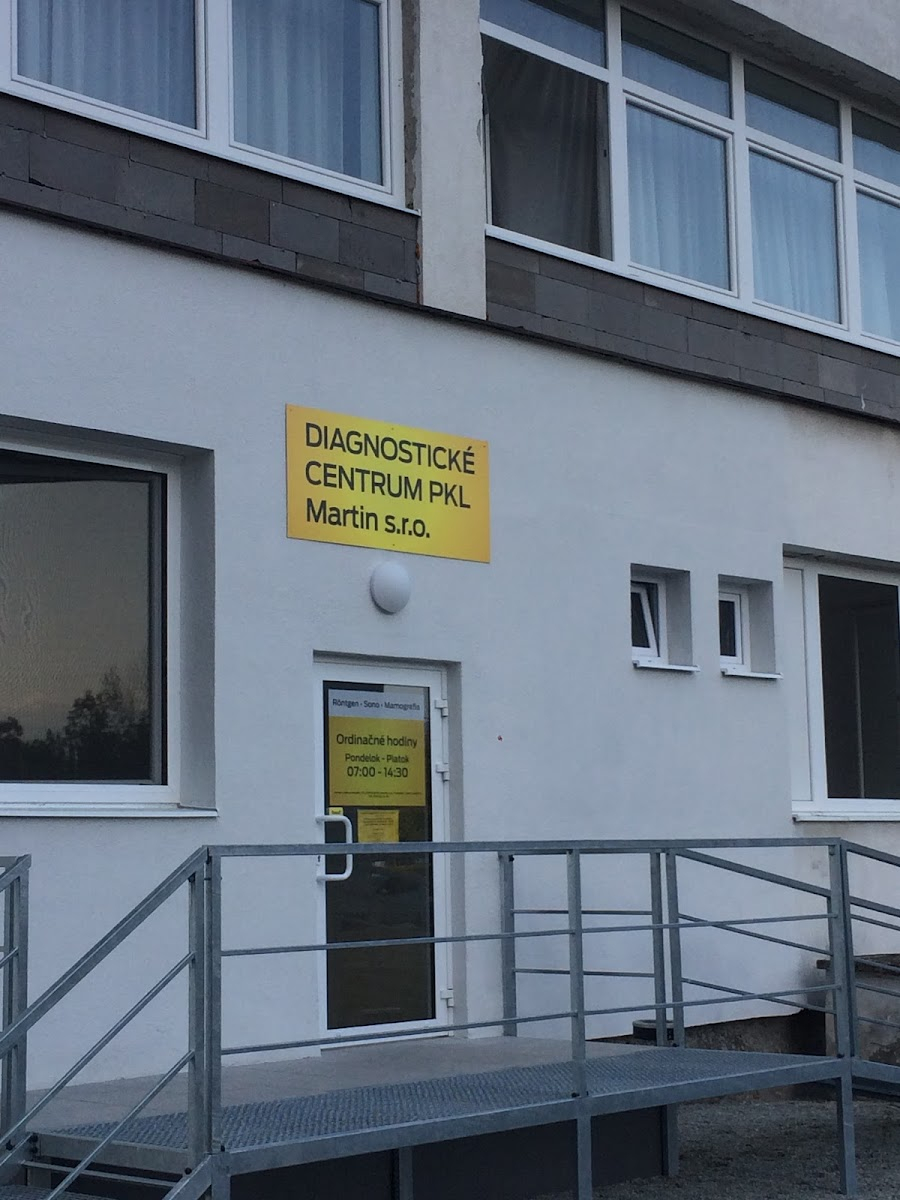 DIAGNOSTICKÉ
CENTRUM PKL
Martin s.r.o.
Röntgen - Sono - Mamografia
Ordinačné hodiny
Pondelok - Piatok
07:00 - 14:30